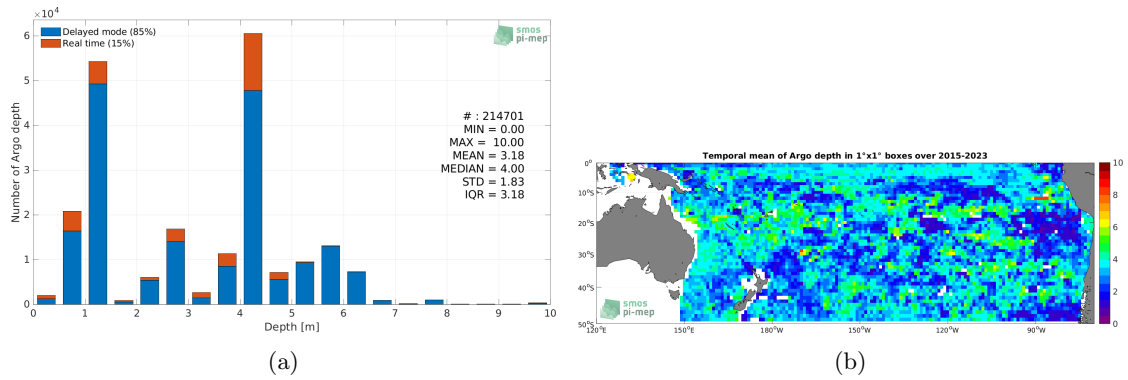 ×10⁴
Delayed mode (85%)
Real time (15%)
smos
pi-mep
6
5
4
3
2
1
0
Number of Argo depth
# : 214701
MIN = 0.00
MAX = 10.00
MEAN = 3.18
MEDIAN = 4.00
STD = 1.83
IQR = 3.18
0 1 2 3 4 5 6 7 8 9 10
Depth [m]
(a)
Temporal mean of Argo depth in 1°x1° boxes over 2015-2023
0°
10°S
20°S
30°S
40°S
50°S
smos
pi-mep
120°E 150°E 180°W 150°W 120°W 90°W
10
8
6
4
2
0
(b)